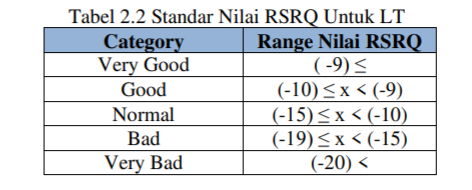 Tabel 2.2 Standar Nilai RSRQ Untuk LT
Category Range Nilai RSRQ
Very Good ( -9) ≤
Good (-10) ≤ x < (-9)
Normal (-15) ≤ x < (-10)
Bad (-19) ≤ x < (-15)
Very Bad (-20) <